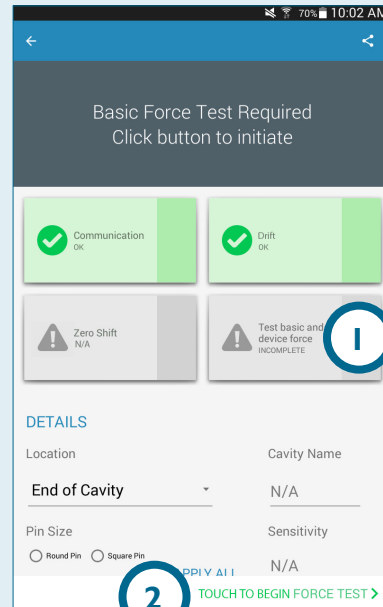 70% 10:02 AM
Basic Force Test Required
Click button to initiate
Communication
OK
Drift
OK
Zero Shift
N/A
Test basic and
device force
INCOMPLETE
1
DETAILS
Location
Cavity Name
End of Cavity
N/A
Pin Size
Sensitivity
Round Pin
Square Pin
APPLY ALL
N/A
2
TOUCH TO BEGIN FORCE TEST